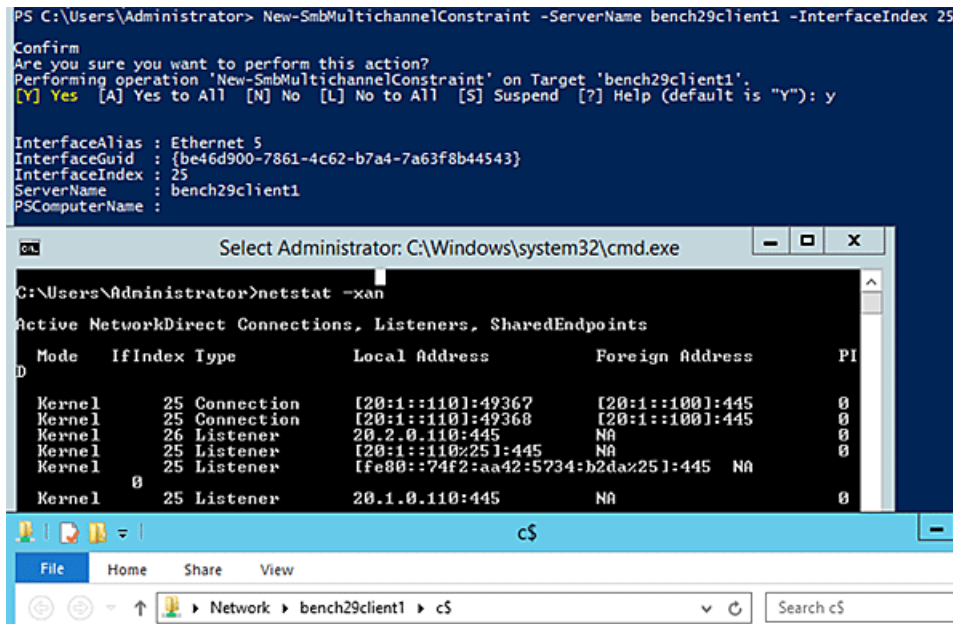 PS C:\Users\Administrator> New-SmbMultichannelConstraint -ServerName bench29client1 -InterfaceIndex 25
Confirm
Are you sure you want to perform this action?
Performing operation 'New-SmbMultichannelConstraint' on Target 'bench29client1'.
[Y] Yes [A] Yes to All [N] No [L] No to All [S] Suspend [?] Help (default is "Y"): y
InterfaceAlias : Ethernet 5
InterfaceGuid : {be46d900-7861-4c62-b7a4-7a63f8b44543}
InterfaceIndex : 25
ServerName : bench29client1
PSComputerName :
Select Administrator: C:\Windows\system32\cmd.exe
C:\Users\Administrator>netstat -xan
Active NetworkDirect Connections, Listeners, SharedEndpoints
Mode IfIndex Type Local Address Foreign Address PI
D
Kernel 25 Connection [20:1::110]:49367 [20:1::100]:445 0
Kernel 25 Connection [20:1::110]:49368 [20:1::100]:445 0
Kernel 26 Listener 20.2.0.110:445 NA 0
Kernel 25 Listener [20:1::110%25]:445 NA 0
Kernel 25 Listener [fe80::74f2:aa42:5734:b2da%25]:445 NA
0
Kernel 25 Listener 20.1.0.110:445 NA 0
c$
File Home Share View
Network bench29client1 c$ Search c$